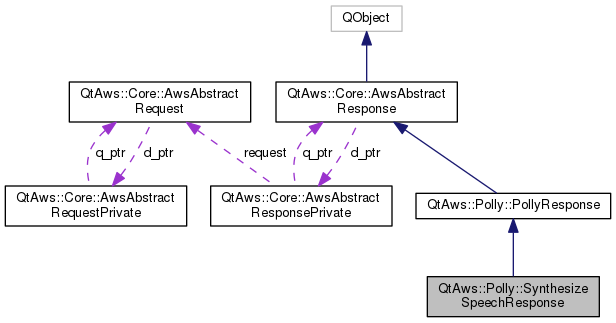 QObject
QtAws::Core::AwsAbstract
Request
QtAws::Core::AwsAbstract
Response
q_ptr
d_ptr
request
q_ptr
d_ptr
QtAws::Core::AwsAbstract
RequestPrivate
QtAws::Core::AwsAbstract
ResponsePrivate
QtAws::Polly::PollyResponse
QtAws::Polly::Synthesize
SpeechResponse